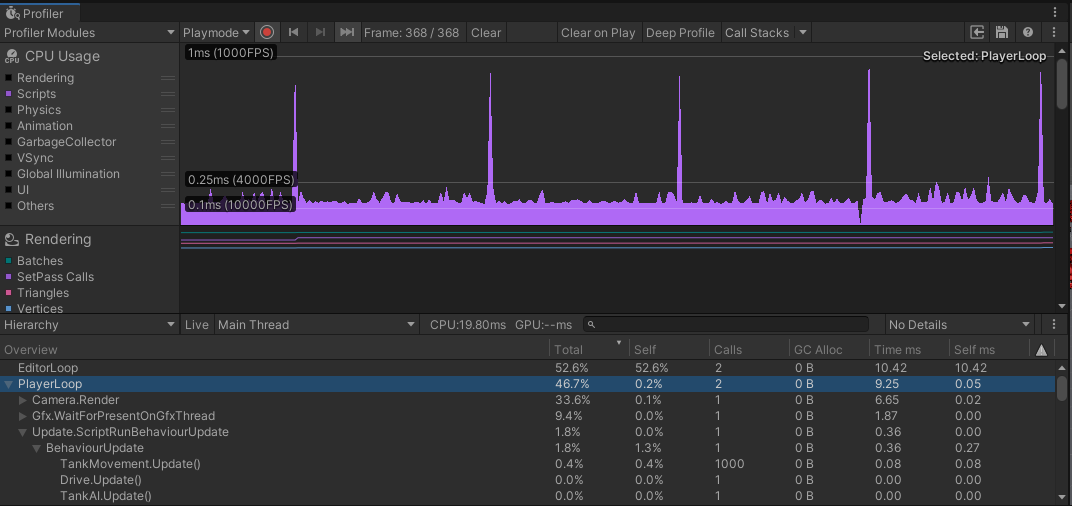 Profiler
Profiler Modules Playmode Frame: 368 / 368 Clear Clear on Play Deep Profile Call Stacks
CPU Usage
CPU
Rendering
Scripts
Physics
Animation
GarbageCollector
VSync
Global Illumination
UI
Others
1ms (1000FPS)
Selected: PlayerLoop
0.25ms (4000FPS)
0.1ms (10000FPS)
Rendering
Batches
SetPass Calls
Triangles
Vertices
Hierarchy Live Main Thread CPU:19.80ms GPU:--ms No Details
Overview Total Self Calls GC Alloc Time ms Self ms
EditorLoop 52.6% 52.6% 2 0 B 10.42 10.42
PlayerLoop 46.7% 0.2% 2 0 B 9.25 0.05
Camera.Render 33.6% 0.1% 1 0 B 6.65 0.02
Gfx.WaitForPresentOnGfxThread 9.4% 0.0% 1 0 B 1.87 0.00
Update.ScriptRunBehaviourUpdate 1.8% 0.0% 1 0 B 0.36 0.00
BehaviourUpdate 1.8% 1.3% 1 0 B 0.36 0.27
TankMovement.Update() 0.4% 0.4% 1000 0 B 0.08 0.08
Drive.Update() 0.0% 0.0% 1 0 B 0.00 0.00
TankAI.Update() 0.0% 0.0% 1 0 B 0.00 0.00